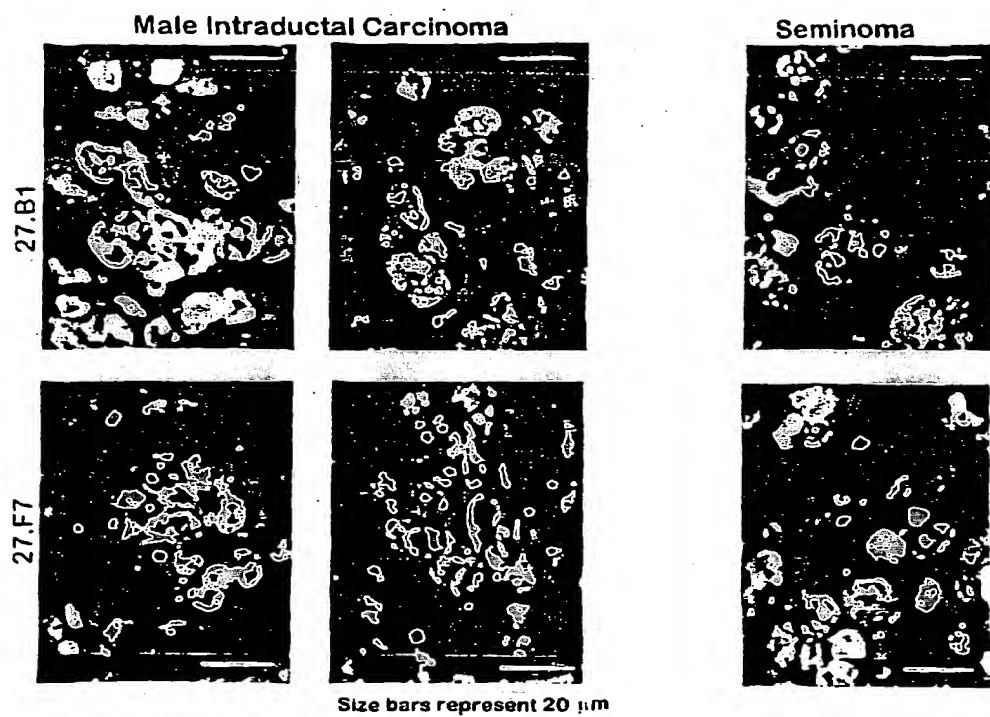 Male Intraductal Carcinoma
Seminoma
27.B1
27.F7
Size bars represent 20 µm